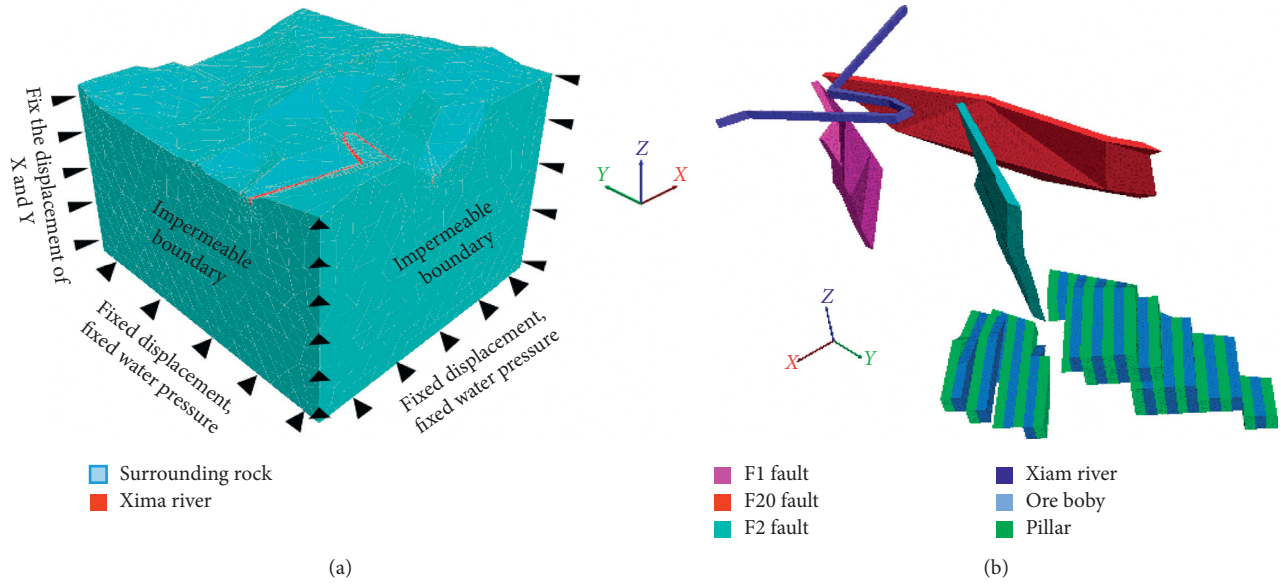 Fix the displacement of
X and Y
Impermeable
boundary
Impermeable
boundary
Fixed displacement,
fixed water pressure
Fixed displacement,
fixed water pressure
Z
Y
X
Surrounding rock
Xima river
(a)
Z
X
Y
F1 fault
F20 fault
F2 fault
Xiam river
Ore boby
Pillar
(b)